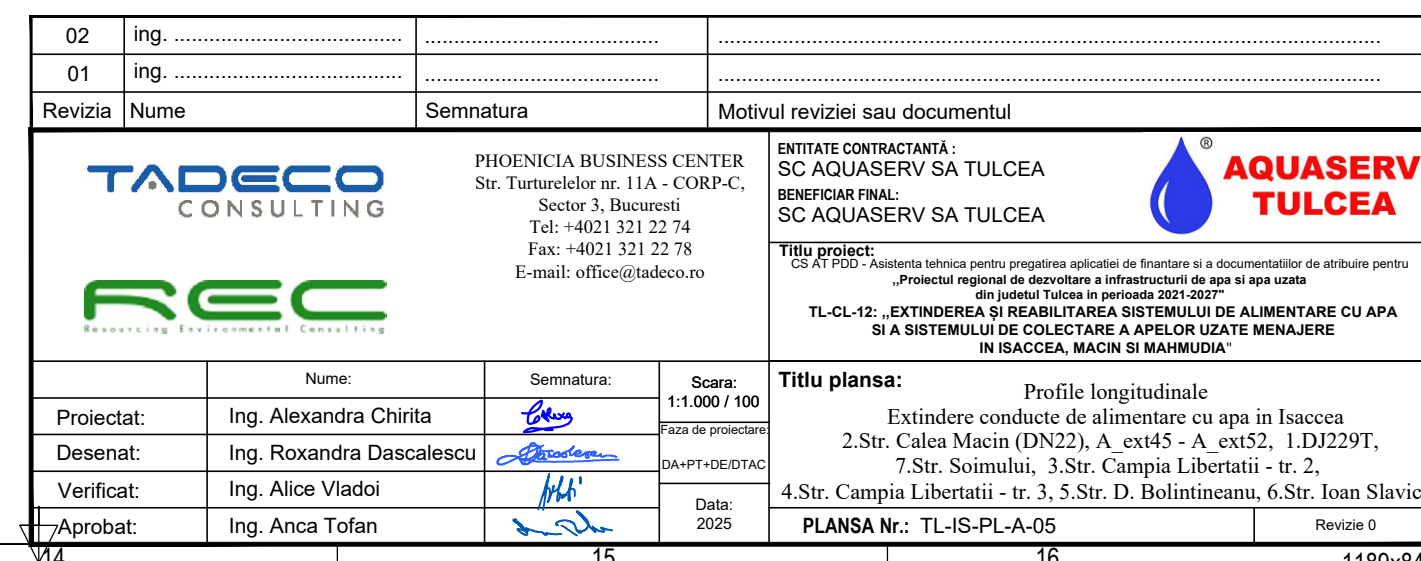 02 ing. ....................................... ........................................ ..................................................................................................................
01 ing. ....................................... ........................................ ..................................................................................................................
Revizia Nume Semnatura Motivul reviziei sau documentul
TADECO
CONSULTING
REC
Resourcing Environmental Consulting
PHOENICIA BUSINESS CENTER
Str. Turturelelor nr. 11A - CORP-C,
Sector 3, Bucuresti
Tel: +4021 321 22 74
Fax: +4021 321 22 78
E-mail: office@tadeco.ro
ENTITATE CONTRACTANTĂ :
SC AQUASERV SA TULCEA
BENEFICIAR FINAL:
SC AQUASERV SA TULCEA
®
AQUASERV
TULCEA
Titlu proiect:
CS AT PDD - Asistenta tehnica pentru pregatirea aplicatiei de finantare si a documentatiilor de atribuire pentru
,,Proiectul regional de dezvoltare a infrastructurii de apa si apa uzata
din judetul Tulcea in perioada 2021-2027"
TL-CL-12: ,,EXTINDEREA ȘI REABILITAREA SISTEMULUI DE ALIMENTARE CU APA
SI A SISTEMULUI DE COLECTARE A APELOR UZATE MENAJERE
IN ISACCEA, MACIN SI MAHMUDIA"
Nume: Semnatura:
Proiectat: Ing. Alexandra Chirita
Desenat: Ing. Roxandra Dascalescu
Verificat: Ing. Alice Vladoi
Aprobat: Ing. Anca Tofan
Scara:
1:1.000 / 100
Faza de proiectare:
DA+PT+DE/DTAC
Data:
2025
Titlu plansa:
Profile longitudinale
Extindere conducte de alimentare cu apa in Isaccea
2.Str. Calea Macin (DN22), A_ext45 - A_ext52, 1.DJ229T,
7.Str. Soimului, 3.Str. Campia Libertatii - tr. 2,
4.Str. Campia Libertatii - tr. 3, 5.Str. D. Bolintineanu, 6.Str. Ioan Slavic
PLANSA Nr.: TL-IS-PL-A-05 Revizie 0
14 15 16